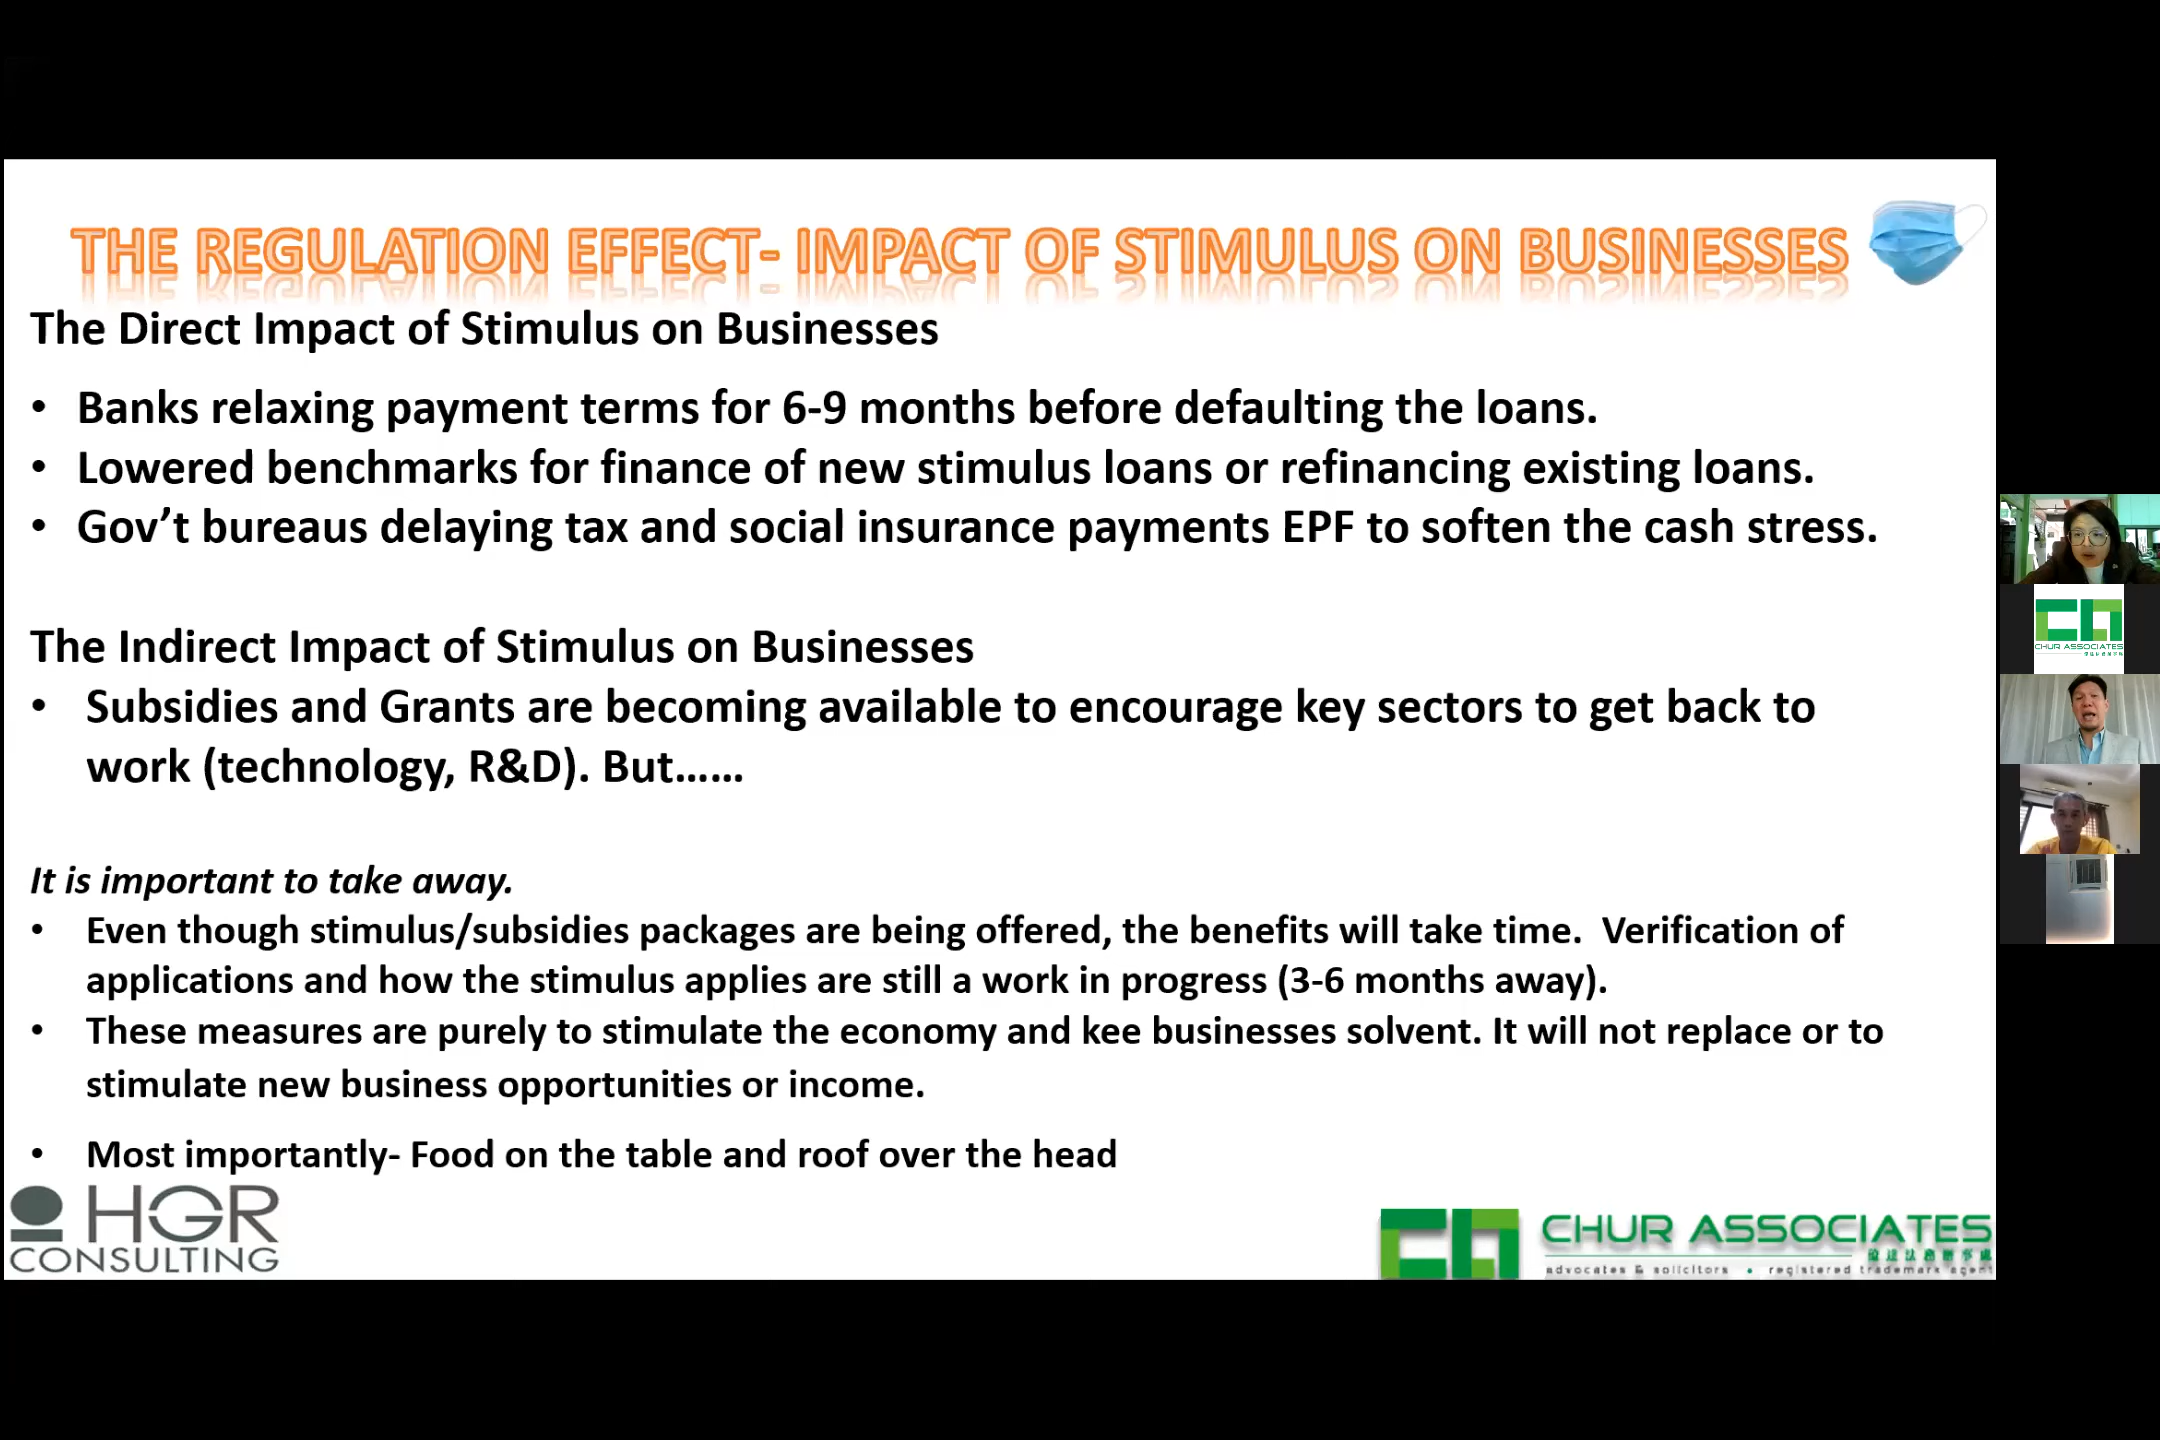 THE REGULATION EFFECT- IMPACT OF STIMULUS ON BUSINESSES
The Direct Impact of Stimulus on Businesses
• Banks relaxing payment terms for 6-9 months before defaulting the loans.
• Lowered benchmarks for finance of new stimulus loans or refinancing existing loans.
• Gov’t bureaus delaying tax and social insurance payments EPF to soften the cash stress.
The Indirect Impact of Stimulus on Businesses
• Subsidies and Grants are becoming available to encourage key sectors to get back to
work (technology, R&D). But……
It is important to take away.
• Even though stimulus/subsidies packages are being offered, the benefits will take time.  Verification of
applications and how the stimulus applies are still a work in progress (3-6 months away).
• These measures are purely to stimulate the economy and kee businesses solvent. It will not replace or to
stimulate new business opportunities or income.
• Most importantly- Food on the table and roof over the head
HGR
CONSULTING
CHUR ASSOCIATES
advocates & solicitors • registered trademark agent
CHUR ASSOCIATES